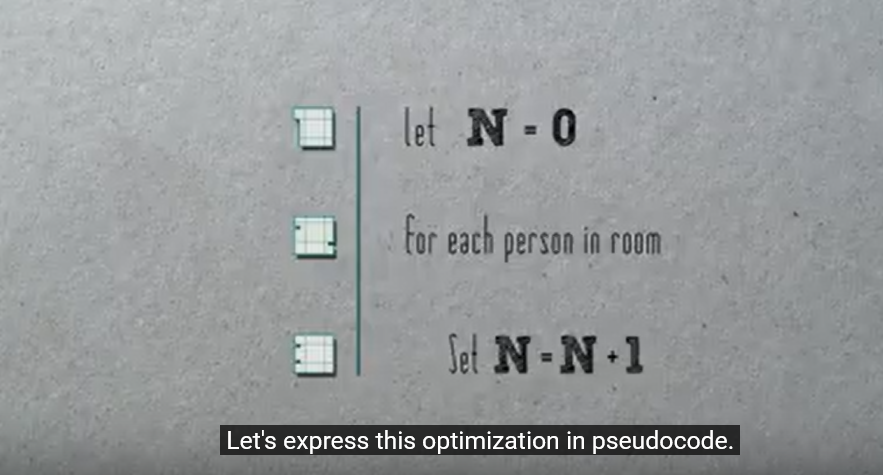 let N = 0
For each person in room
Set N = N + 1
Let's express this optimization in pseudocode.